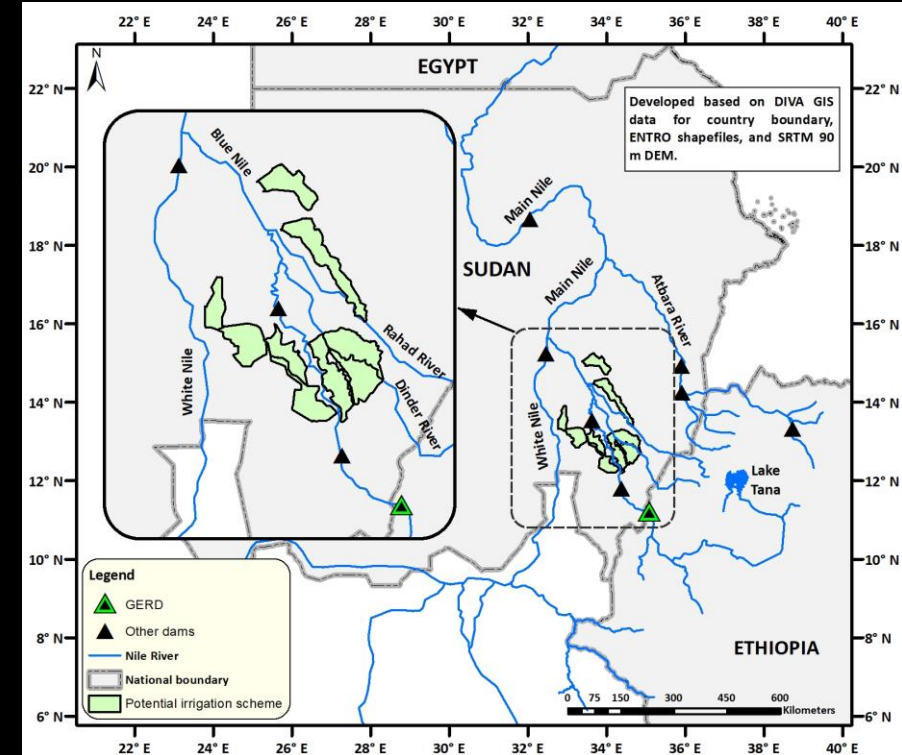 22° E 24° E 26° E 28° E 30° E 32° E 34° E 36° E 38° E 40° E
N
EGYPT
22° N
Developed based on DIVA GIS
data for country boundary,
ENTRO shapefiles, and SRTM 90
m DEM.
Blue Nile
20° N
Main Nile
18° N
SUDAN
Main Nile
Atbara River
16° N
Rahad River
White Nile
14° N
Dinder River
White Nile
12° N
Lake
Tana
10° N
Legend
GERD
Other dams
Nile River
National boundary
Potential irrigation scheme
8° N
ETHIOPIA
0 75 150 300 450 600
Kilometers
6° N
22° E 24° E 26° E 28° E 30° E 32° E 34° E 36° E 38° E 40° E
22° N
20° N
18° N
16° N
14° N
12° N
10° N
8° N
6° N